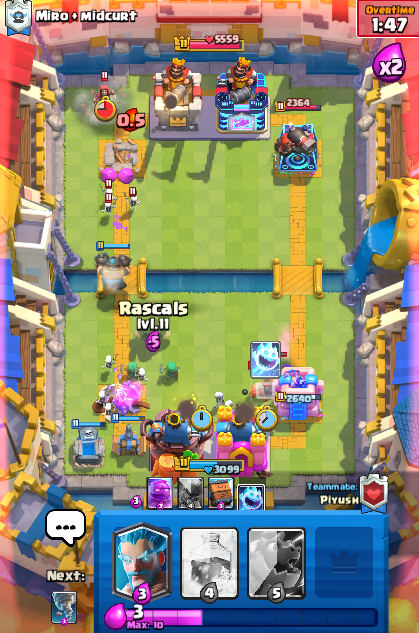 Miro + midcurt
Overtime
1:47
5559
x2
2364
0.5
Rascals
lvl.11
5
2640
3099
Teammate:
Piyush
3
Next:
3
4
5
3
Max: 10